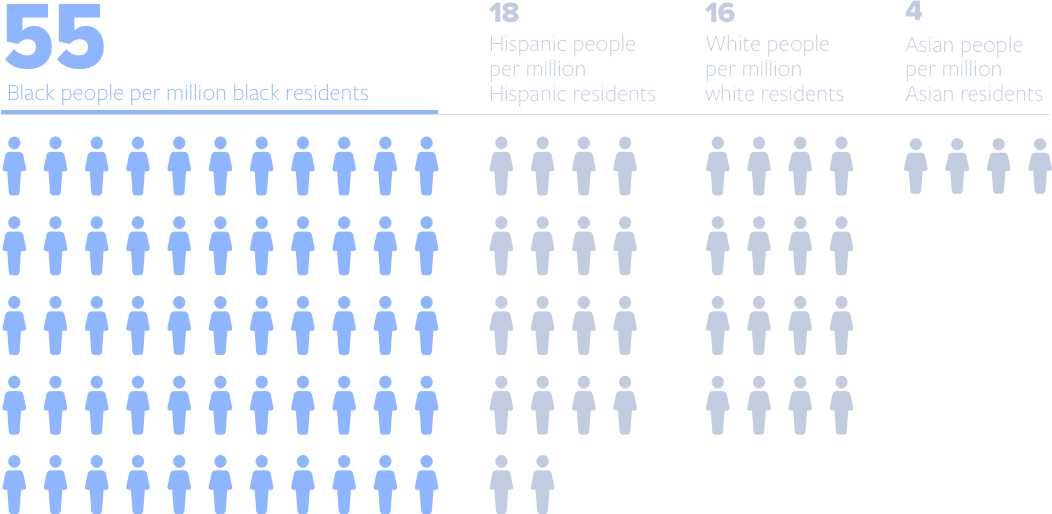 55
Black people per million black residents
18
Hispanic people
per million
Hispanic residents
16
White people
per million
white residents
4
Asian people
per million
Asian residents